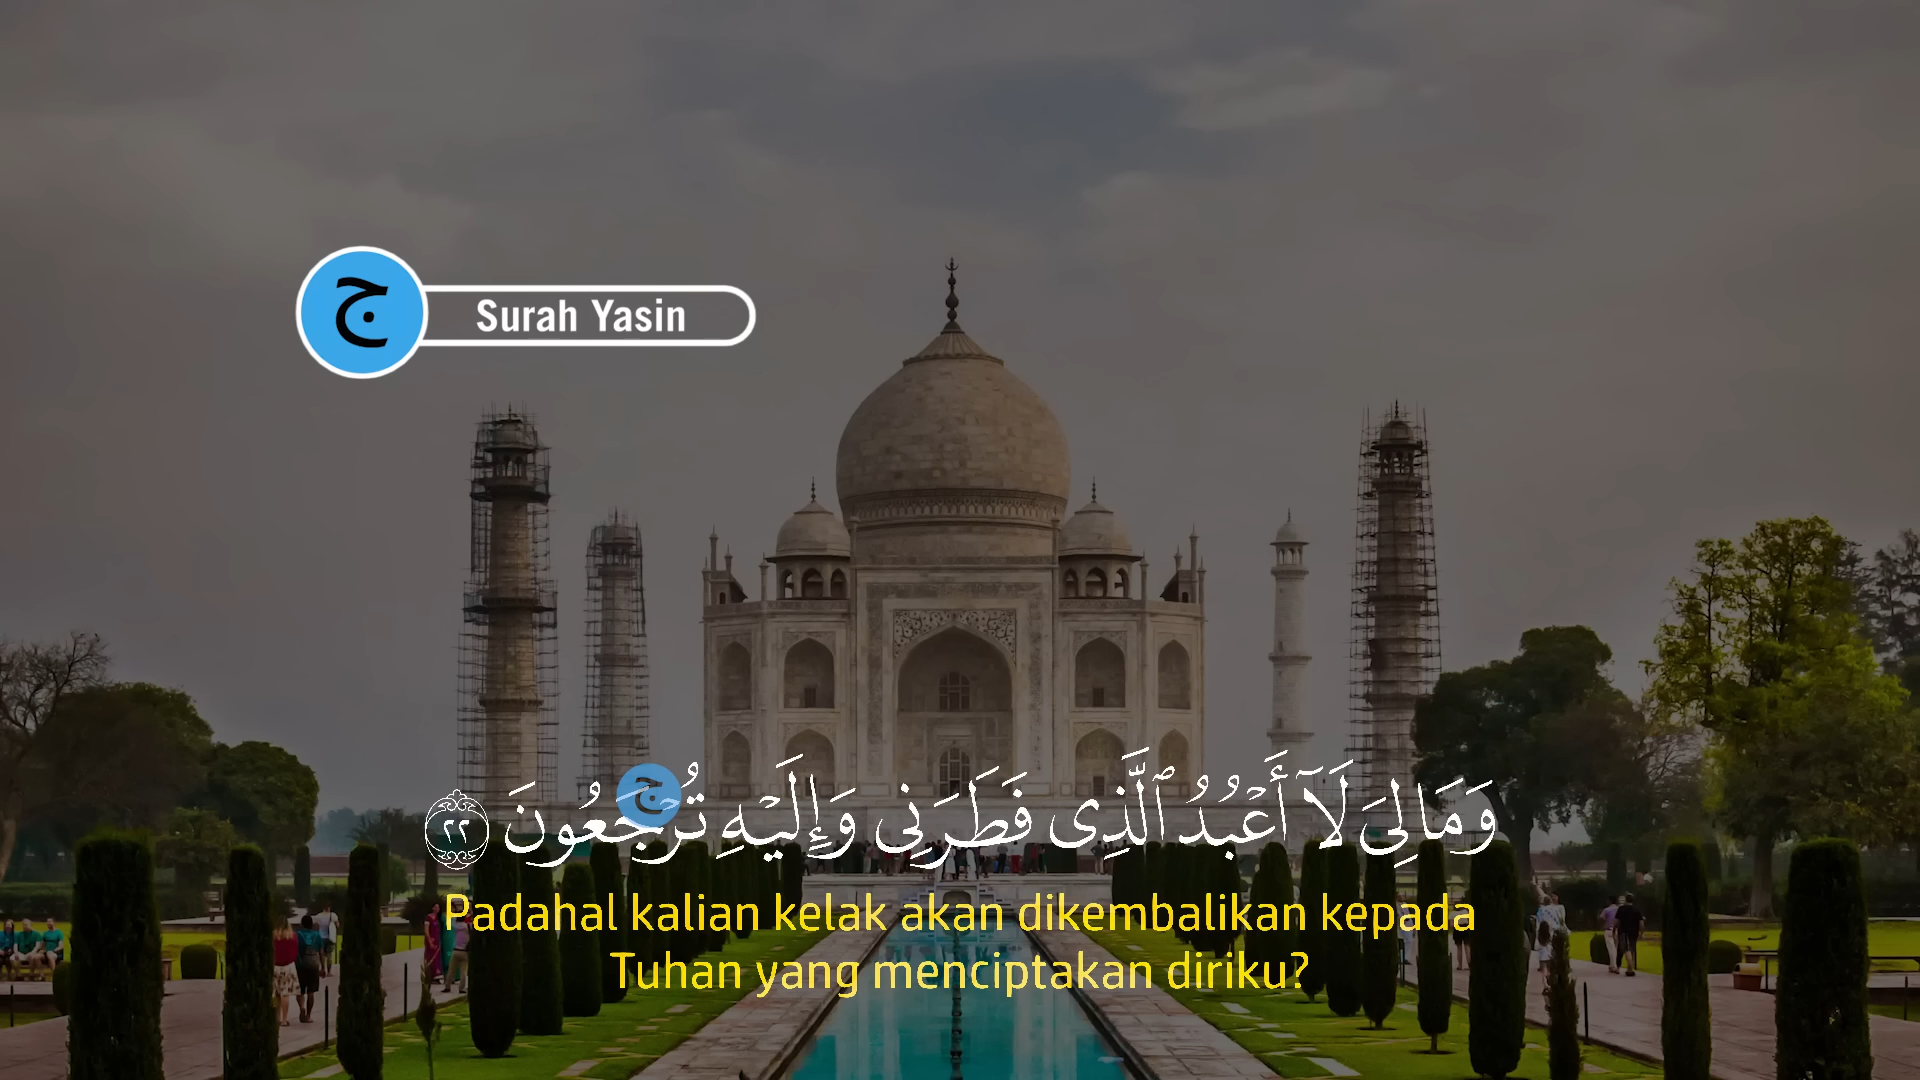 ج
Surah Yasin
وَمَا لِىَ لَآ أَعْبُدُ ٱلَّذِى فَطَرَنِى وَإِلَيْهِ تُرْجَعُونَ ٢٢
ج
Padahal kalian kelak akan dikembalikan kepada
Tuhan yang menciptakan diriku?